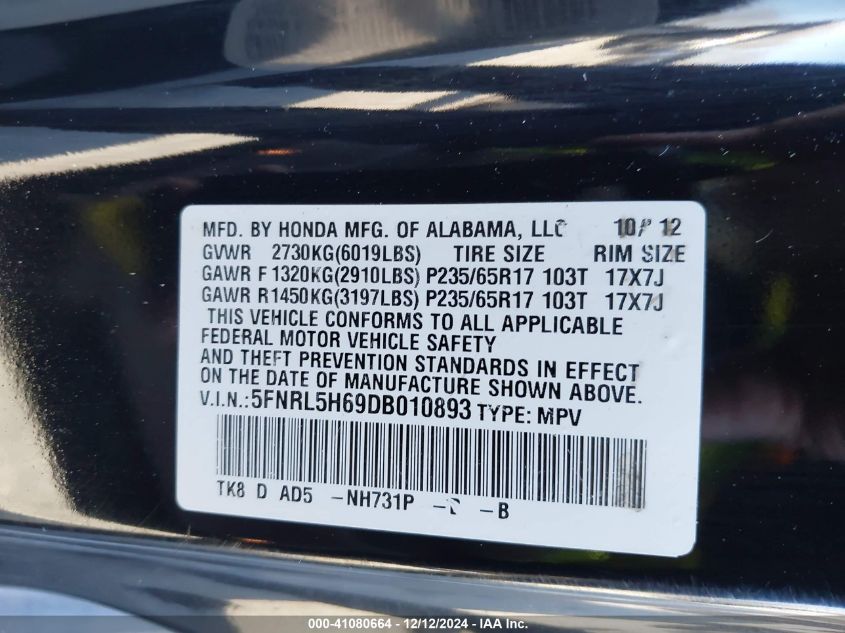 MFD. BY HONDA MFG. OF ALABAMA, LLC 10/ 12
GVWR 2730KG(6019LBS) TIRE SIZE RIM SIZE
GAWR F 1320KG(2910LBS) P235/65R17 103T 17X7J
GAWR R1450KG(3197LBS) P235/65R17 103T 17X7J
THIS VEHICLE CONFORMS TO ALL APPLICABLE
FEDERAL MOTOR VEHICLE SAFETY
AND THEFT PREVENTION STANDARDS IN EFFECT
ON THE DATE OF MANUFACTURE SHOWN ABOVE.
V.I.N.: 5FNRL5H69DB010893 TYPE: MPV
TK8 D AD5 -NH731P - -B
000-41080664 - 12/12/2024 - IAA Inc.